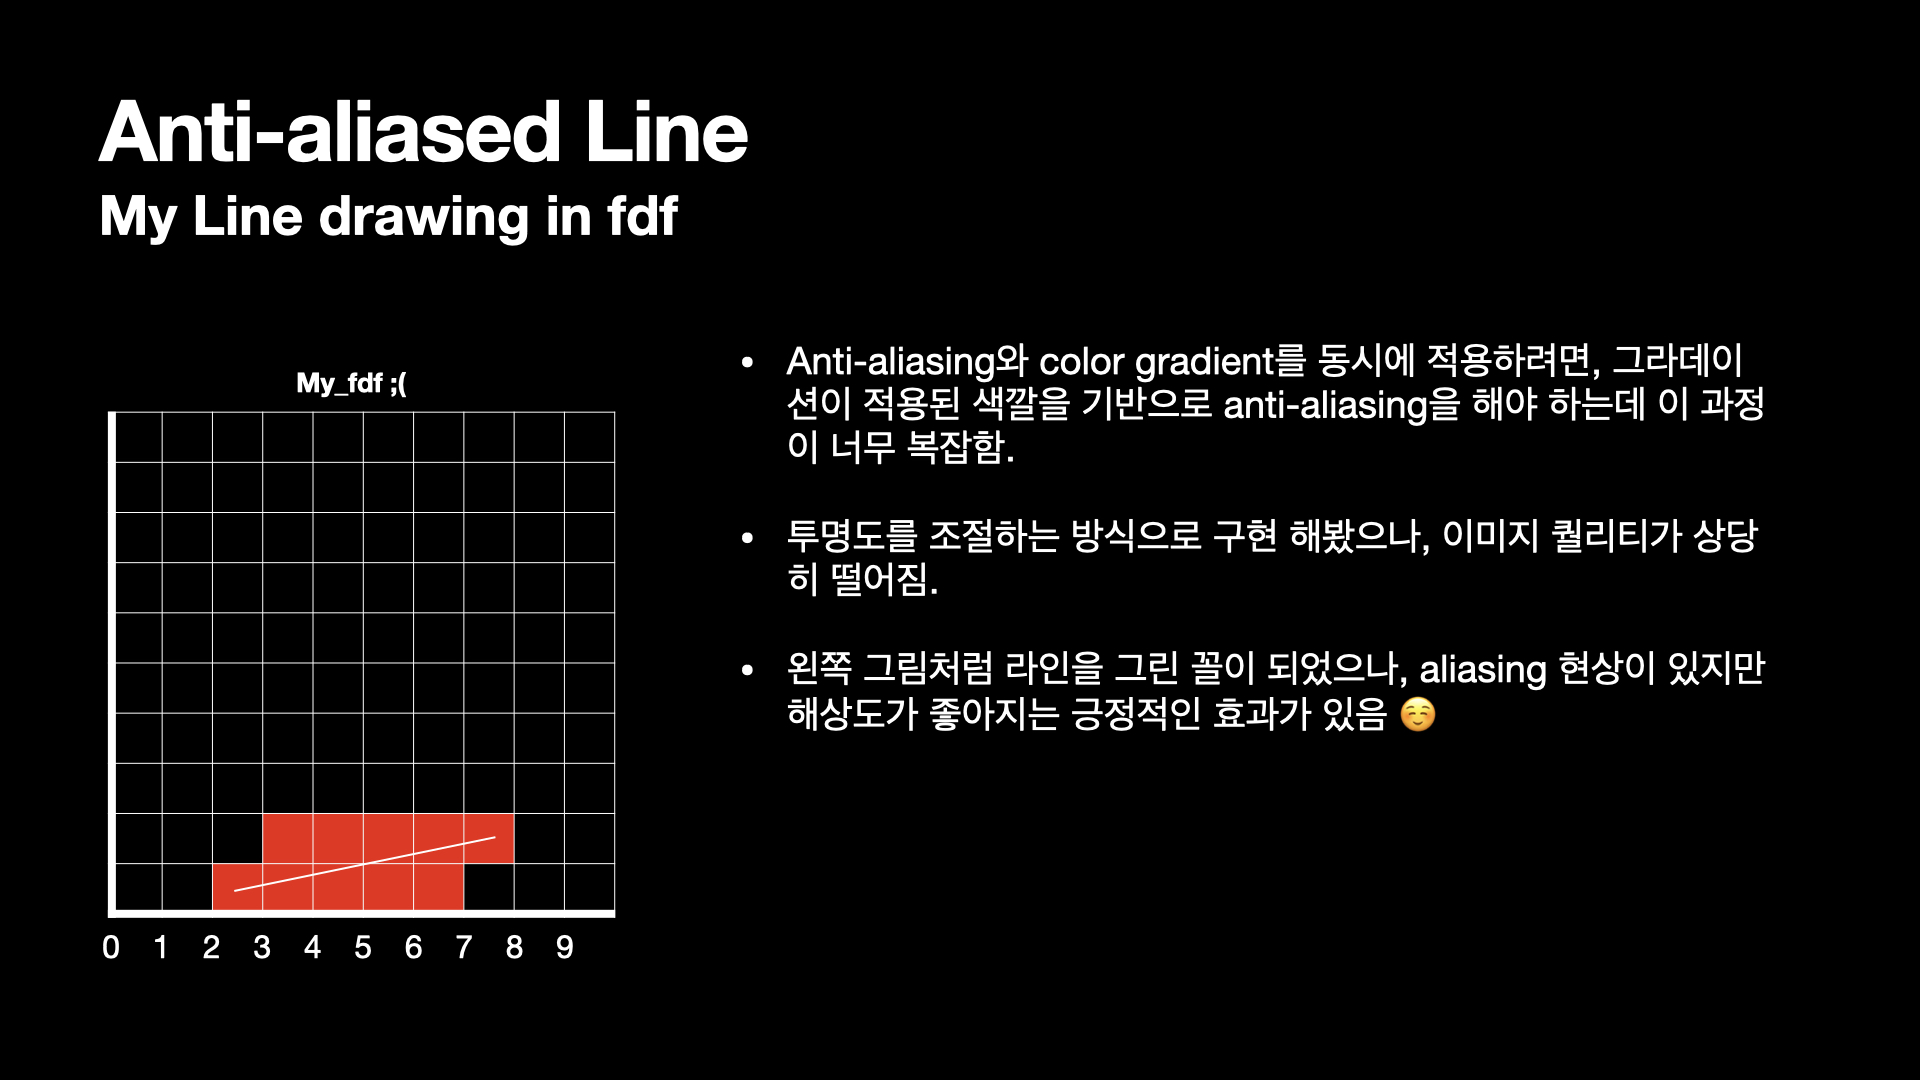 Anti-aliased Line
My Line drawing in fdf
My_fdf ;(
0 1 2 3 4 5 6 7 8 9
• Anti-aliasing와 color gradient를 동시에 적용하려면, 그라데이
션이 적용된 색깔을 기반으로 anti-aliasing을 해야 하는데 이 과정
이 너무 복잡함.
• 투명도를 조절하는 방식으로 구현 해봤으나, 이미지 퀄리티가 상당
히 떨어짐.
• 왼쪽 그림처럼 라인을 그린 꼴이 되었으나, aliasing 현상이 있지만
해상도가 좋아지는 긍정적인 효과가 있음 ☺️